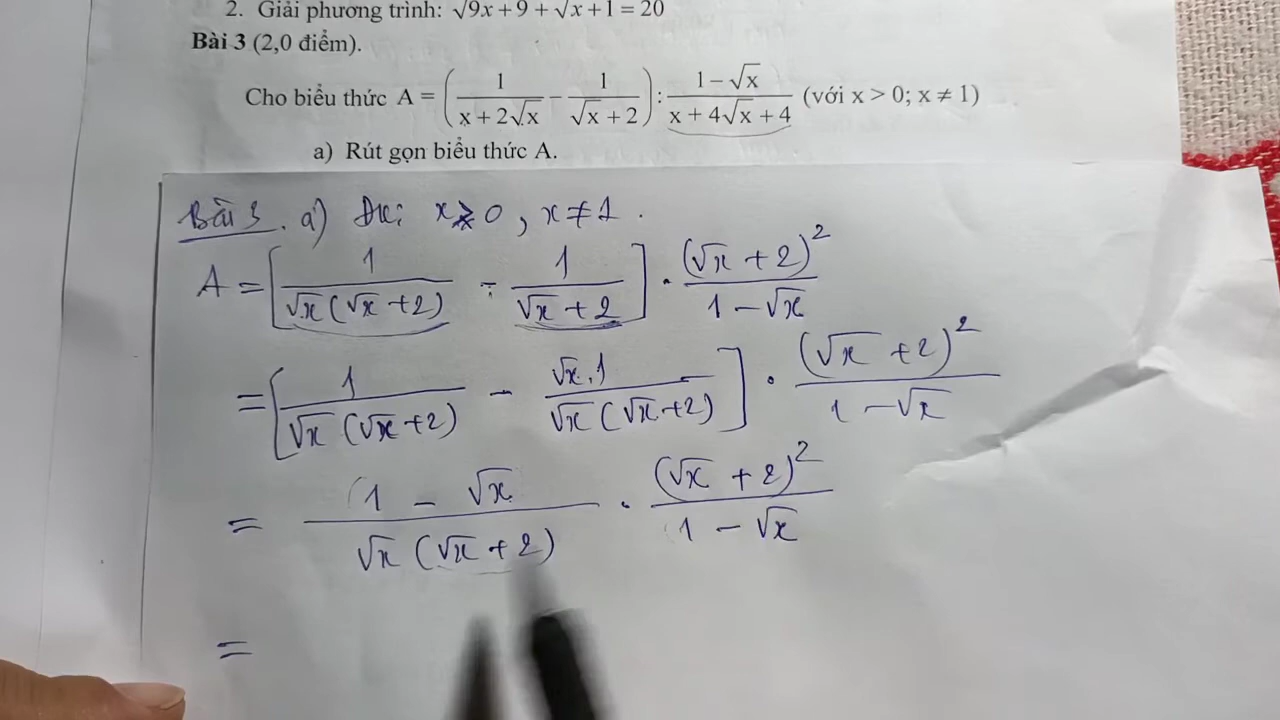 2. Giải phương trình: √9x+9 + √x+1 = 20
Bài 3 (2,0 điểm).
Cho biểu thức A = (1/(x+2√x) − 1/(√x+2)) : (1−√x)/(x+4√x+4) (với x > 0; x ≠ 1)
a) Rút gọn biểu thức A.
Bài 3. a) Đk: x > 0, x ≠ 1.
A = [1/(√x(√x+2)) − 1/(√x+2)] · (√x+2)²/(1−√x)
= [1/(√x(√x+2)) − √x.1/(√x(√x+2))] · (√x+2)²/(1−√x)
= (1−√x)/(√x(√x+2)) · (√x+2)²/(1−√x)
=